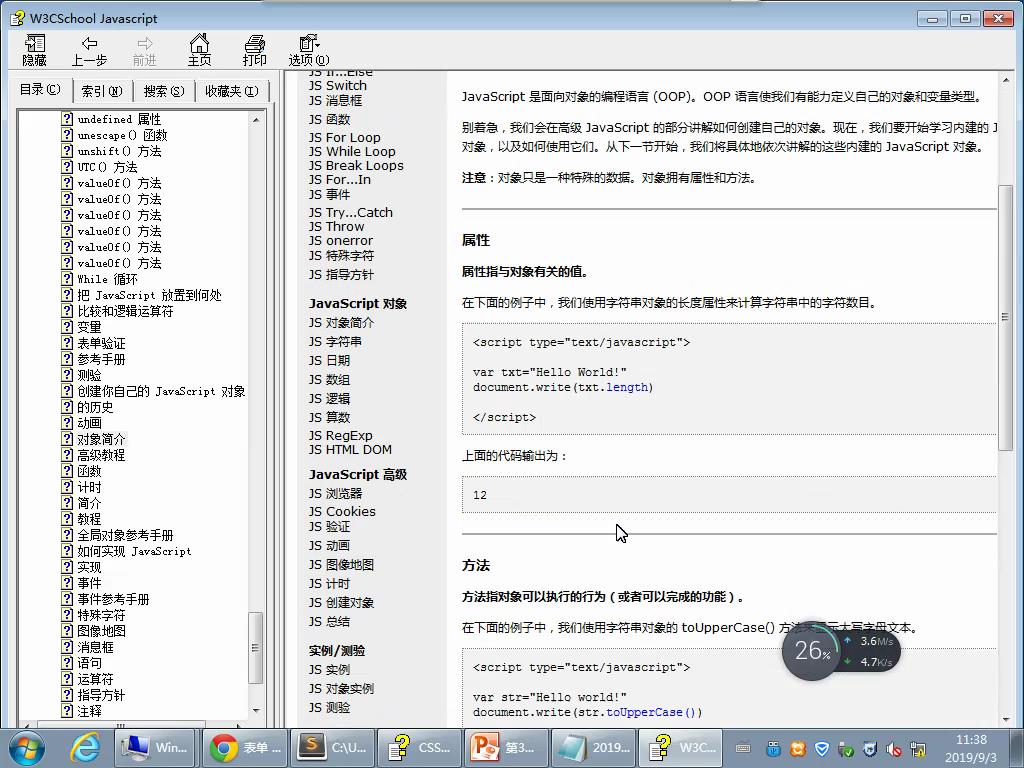 W3CSchool Javascript
隐藏
上一步
前进
主页
打印
选项(O)
目录(C)
索引(N)
搜索(S)
收藏夹(I)
undefined 属性
unescape() 函数
unshift() 方法
UTC() 方法
valueOf() 方法
valueOf() 方法
valueOf() 方法
valueOf() 方法
valueOf() 方法
valueOf() 方法
While 循环
把 JavaScript 放置到何处
比较和逻辑运算符
变量
表单验证
参考手册
测验
创建你自己的 JavaScript 对象
的历史
动画
对象简介
高级教程
函数
计时
简介
教程
全局对象参考手册
如何实现 JavaScript
实现
事件
事件参考手册
特殊字符
图像地图
消息框
语句
运算符
指导方针
注释
JS If...Else
JS Switch
JS 消息框
JS 函数
JS For Loop
JS While Loop
JS Break Loops
JS For...In
JS 事件
JS Try...Catch
JS Throw
JS onerror
JS 特殊字符
JS 指导方针
JavaScript 对象
JS 对象简介
JS 字符串
JS 日期
JS 数组
JS 逻辑
JS 算数
JS RegExp
JS HTML DOM
JavaScript 高级
JS 浏览器
JS Cookies
JS 验证
JS 动画
JS 图像地图
JS 计时
JS 创建对象
JS 总结
实例/测验
JS 实例
JS 对象实例
JS 测验
JavaScript 是面向对象的编程语言 (OOP)。OOP 语言使我们有能力定义自己的对象和变量类型。
别着急，我们会在高级 JavaScript 的部分讲解如何创建自己的对象。现在，我们要开始学习内建的 J
对象，以及如何使用它们。从下一节开始，我们将具体地依次讲解的这些内建的 JavaScript 对象。
注意：对象只是一种特殊的数据。对象拥有属性和方法。
属性
属性指与对象有关的值。
在下面的例子中，我们使用字符串对象的长度属性来计算字符串中的字符数目。
<script type="text/javascript">
var txt="Hello World!"
document.write(txt.length)
</script>
上面的代码输出为：
12
方法
方法指对象可以执行的行为（或者可以完成的功能）。
在下面的例子中，我们使用字符串对象的 toUpperCase() 方法来显示大写字母文本。
<script type="text/javascript">
var str="Hello world!"
document.write(str.toUpperCase())
26%
3.6M/s
4.7K/s
Win...
表单 ...
C:\U...
CSS...
第3...
2019...
W3C...
11:38
2019/9/3